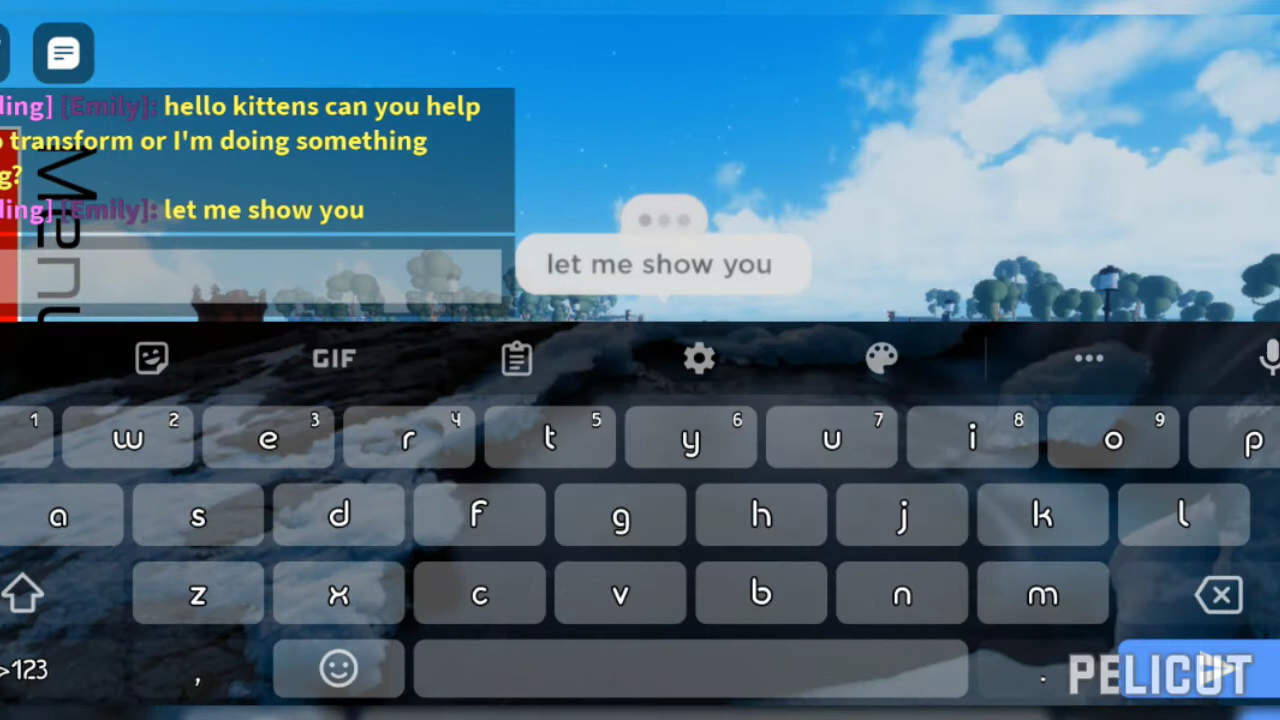 ling] [Emily]: hello kittens can you help
o transform or I'm doing something
g?
ling] [Emily]: let me show you
Menu
let me show you
GIF
1 2 3 4 5 6 7 8 9
w e r t y u i o p
a s d f g h j k l
z x c v b n m
>123 , .
PELICUT